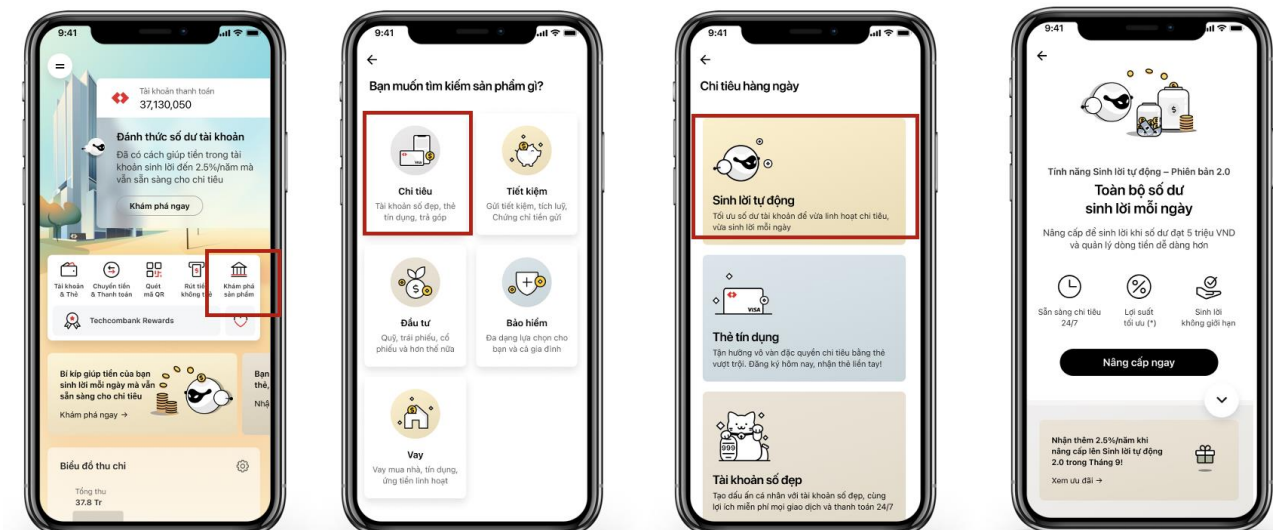 9:41
Tài khoản thanh toán
37,130,050
Đánh thức số dư tài khoản
Đã có cách giúp tiền trong tài
khoản sinh lời đến 2.5%/năm mà
vẫn sẵn sàng cho chi tiêu
Khám phá ngay
Tài khoản
& Thẻ
Chuyển tiền
& Thanh toán
Quét
mã QR
Rút tiền
không thẻ
Khám phá
sản phẩm
Techcombank Rewards
Bí kíp giúp tiền của bạn
sinh lời mỗi ngày mà vẫn
sẵn sàng cho chi tiêu
Khám phá ngay →
Bạn
thẻ,
Nhậ
Biểu đồ thu chi
Tổng thu
37.8 Tr
9:41
Bạn muốn tìm kiếm sản phẩm gì?
VISA
Chi tiêu
Tài khoản số đẹp, thẻ
tín dụng, trả góp
Tiết kiệm
Gửi tiết kiệm, tích luỹ,
Chứng chỉ tiền gửi
Đầu tư
Quỹ, trái phiếu, cổ
phiếu và hơn thế nữa
Bảo hiểm
Đa dạng lựa chọn cho
bạn và cả gia đình
Vay
Vay mua nhà, tín dụng,
ứng tiền linh hoạt
9:41
Chi tiêu hàng ngày
Sinh lời tự động
Tối ưu số dư tài khoản để vừa linh hoạt chi tiêu,
vừa sinh lời mỗi ngày
VISA
Thẻ tín dụng
Tận hưởng vô vàn đặc quyền chi tiêu bằng thẻ
vượt trội. Đăng ký hôm nay, nhận thẻ liền tay!
999
Tài khoản số đẹp
Tạo dấu ấn cá nhân với tài khoản số đẹp, cùng
lợi ích miễn phí mọi giao dịch và thanh toán 24/7
9:41
Tính năng Sinh lời tự động – Phiên bản 2.0
Toàn bộ số dư
sinh lời mỗi ngày
Nâng cấp để sinh lời khi số dư đạt 5 triệu VND
và quản lý dòng tiền dễ dàng hơn
Sẵn sàng chi tiêu
24/7
Lợi suất
tối ưu (*)
Sinh lời
không giới hạn
Nâng cấp ngay
Nhận thêm 2.5%/năm khi
nâng cấp lên Sinh lời tự động
2.0 trong Tháng 9!
Xem ưu đãi →